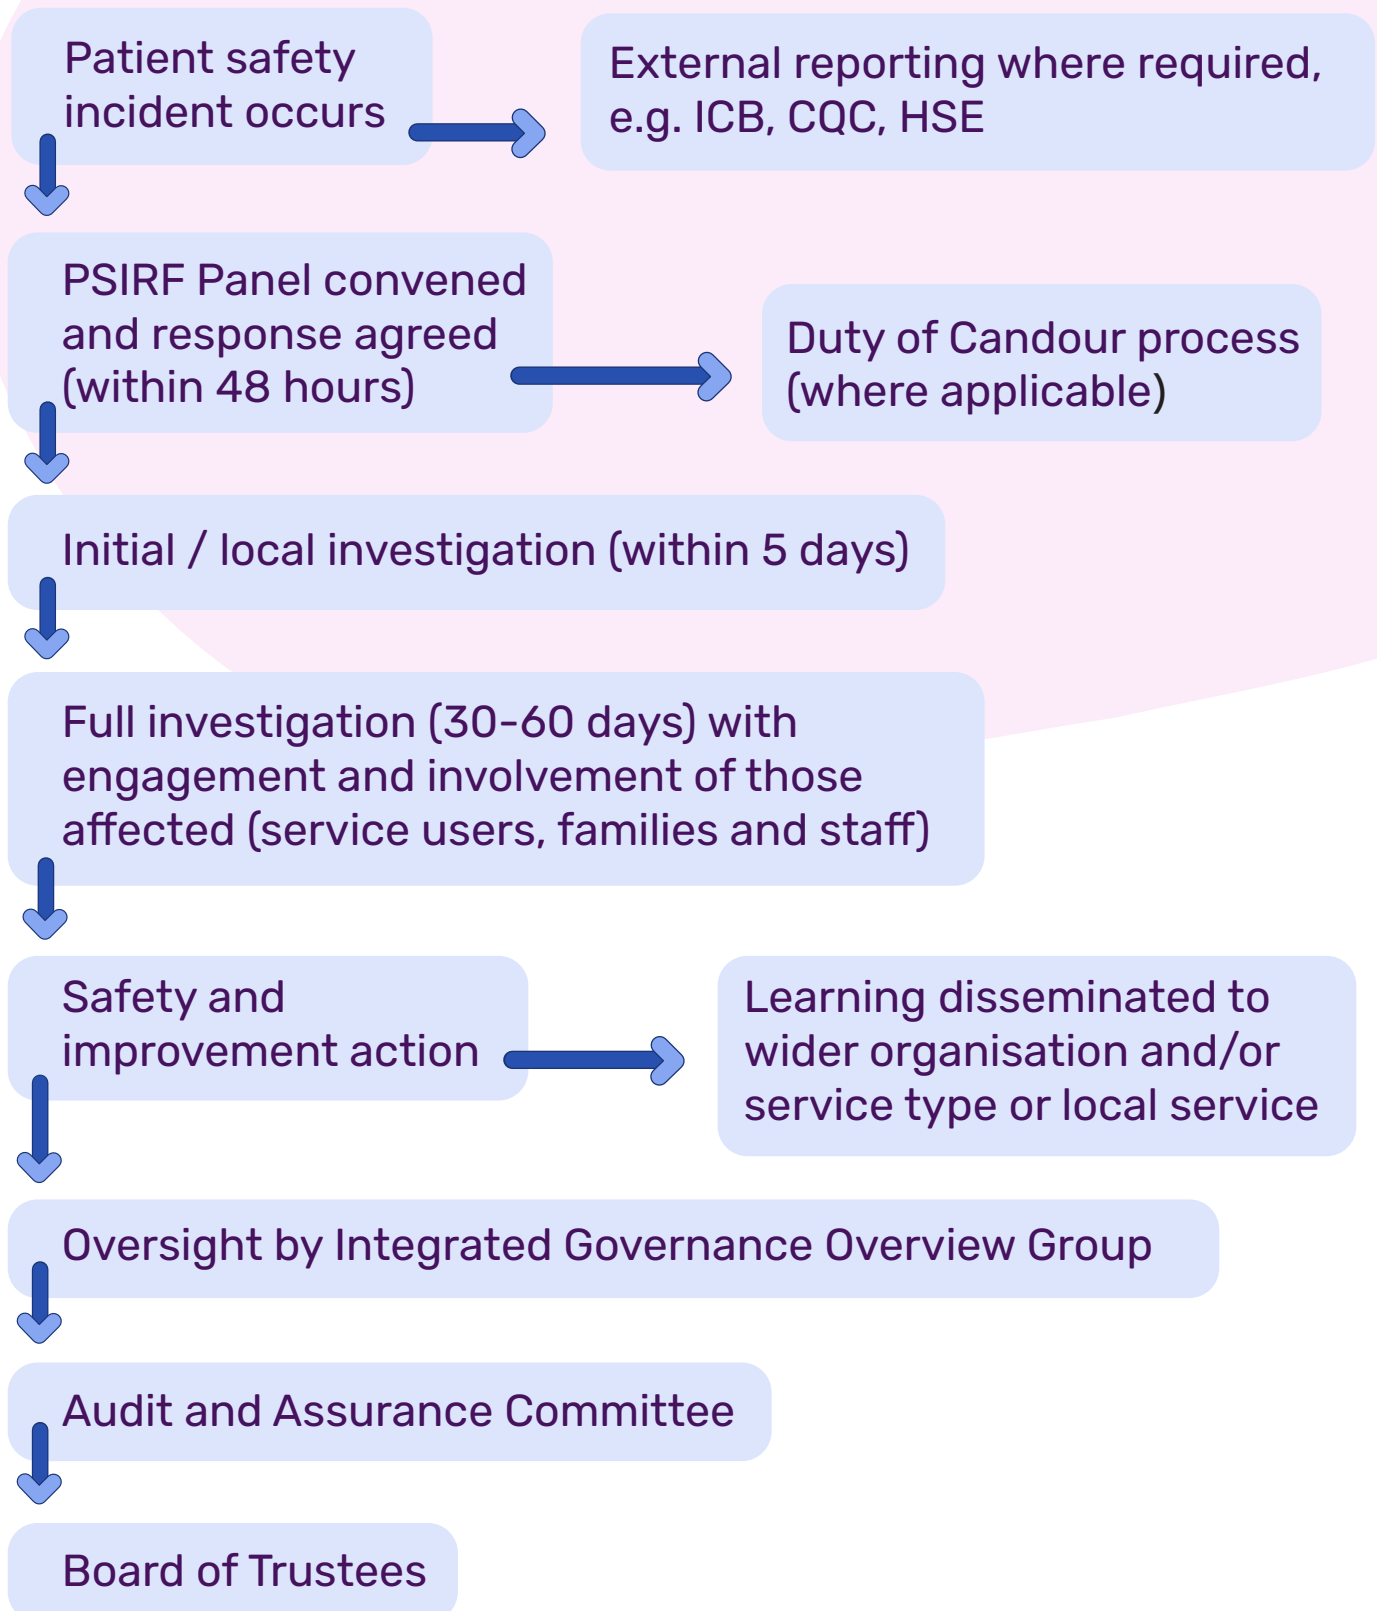 Patient safety
incident occurs
External reporting where required,
e.g. ICB, CQC, HSE
PSIRF Panel convened
and response agreed
(within 48 hours)
Duty of Candour process
(where applicable)
Initial / local investigation (within 5 days)
Full investigation (30-60 days) with
engagement and involvement of those
affected (service users, families and staff)
Safety and
improvement action
Learning disseminated to
wider organisation and/or
service type or local service
Oversight by Integrated Governance Overview Group
Audit and Assurance Committee
Board of Trustees